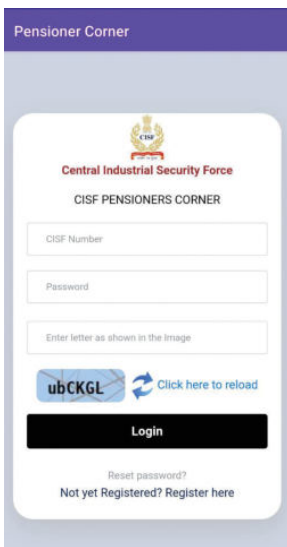 Pensioner Corner
CISF
Central Industrial Security Force
CISF PENSIONERS CORNER
CISF Number
Password
Enter letter as shown in the Image
ubCKGL
Click here to reload
Login
Reset password?
Not yet Registered? Register here